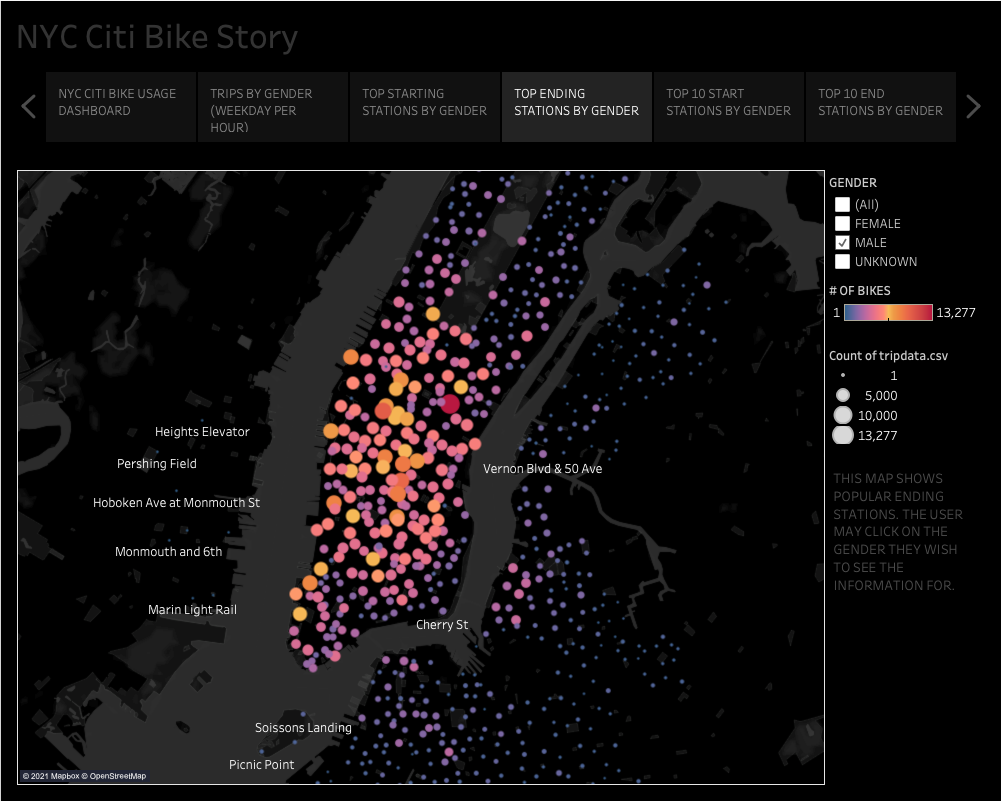 NYC Citi Bike Story
NYC CITI BIKE USAGE
DASHBOARD
TRIPS BY GENDER
(WEEKDAY PER
HOUR)
TOP STARTING
STATIONS BY GENDER
TOP ENDING
STATIONS BY GENDER
TOP 10 START
STATIONS BY GENDER
TOP 10 END
STATIONS BY GENDER
GENDER
(All)
FEMALE
MALE
UNKNOWN
# OF BIKES
1 13,277
Count of tripdata.csv
1
5,000
10,000
13,277
THIS MAP SHOWS
POPULAR ENDING
STATIONS. THE USER
MAY CLICK ON THE
GENDER THEY WISH
TO SEE THE
INFORMATION FOR.
Heights Elevator
Pershing Field
Vernon Blvd & 50 Ave
Hoboken Ave at Monmouth St
Monmouth and 6th
Marin Light Rail
Cherry St
Soissons Landing
Picnic Point
© 2021 Mapbox © OpenStreetMap